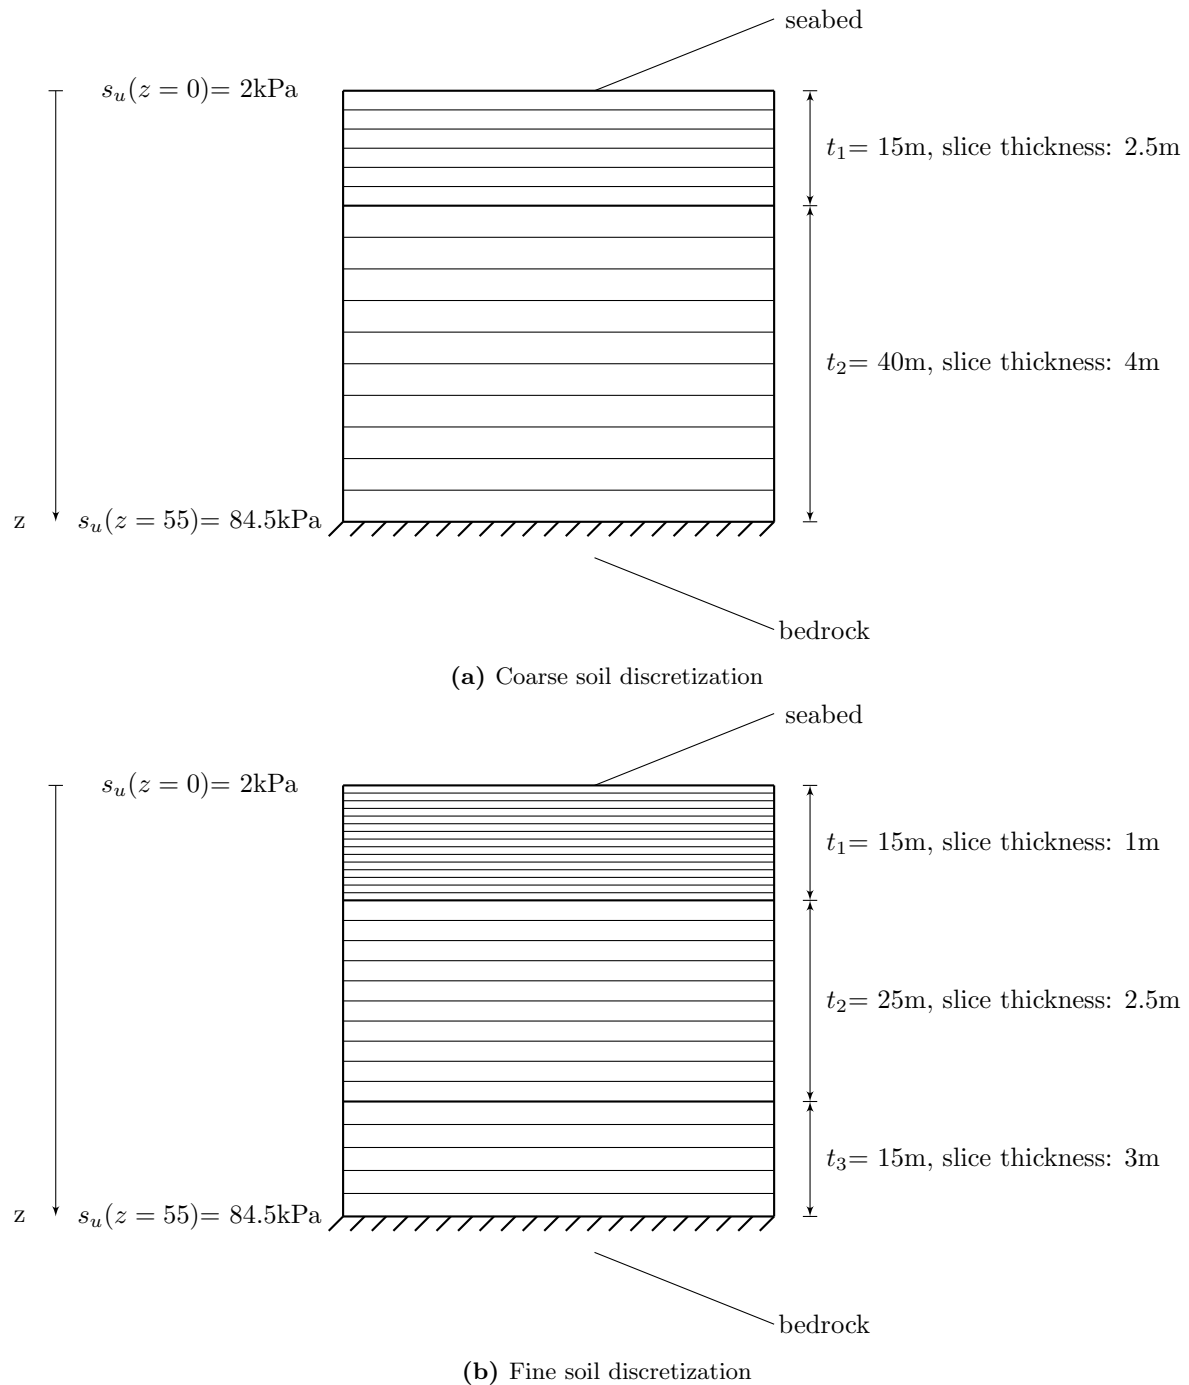 seabed
s_u(z = 0)= 2kPa
t_1= 15m, slice thickness: 2.5m
t_2= 40m, slice thickness: 4m
z s_u(z = 55)= 84.5kPa
bedrock
(a) Coarse soil discretization
seabed
s_u(z = 0)= 2kPa
t_1= 15m, slice thickness: 1m
t_2= 25m, slice thickness: 2.5m
t_3= 15m, slice thickness: 3m
z s_u(z = 55)= 84.5kPa
bedrock
(b) Fine soil discretization